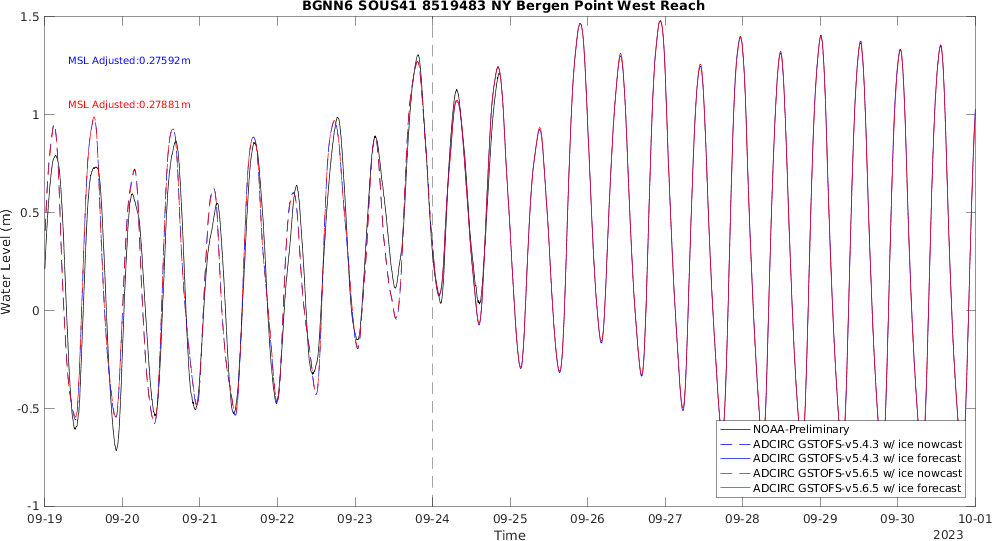 BGNN6 SOUS41 8519483 NY Bergen Point West Reach
1.5
1
0.5
0
-0.5
-1
Water Level (m)
MSL Adjusted:0.27592m
MSL Adjusted:0.27881m
NOAA-Preliminary
ADCIRC GSTOFS-v5.4.3 w/ ice nowcast
ADCIRC GSTOFS-v5.4.3 w/ ice forecast
ADCIRC GSTOFS-v5.6.5 w/ ice nowcast
ADCIRC GSTOFS-v5.6.5 w/ ice forecast
09-19 09-20 09-21 09-22 09-23 09-24 09-25 09-26 09-27 09-28 09-29 09-30 10-01
Time
2023